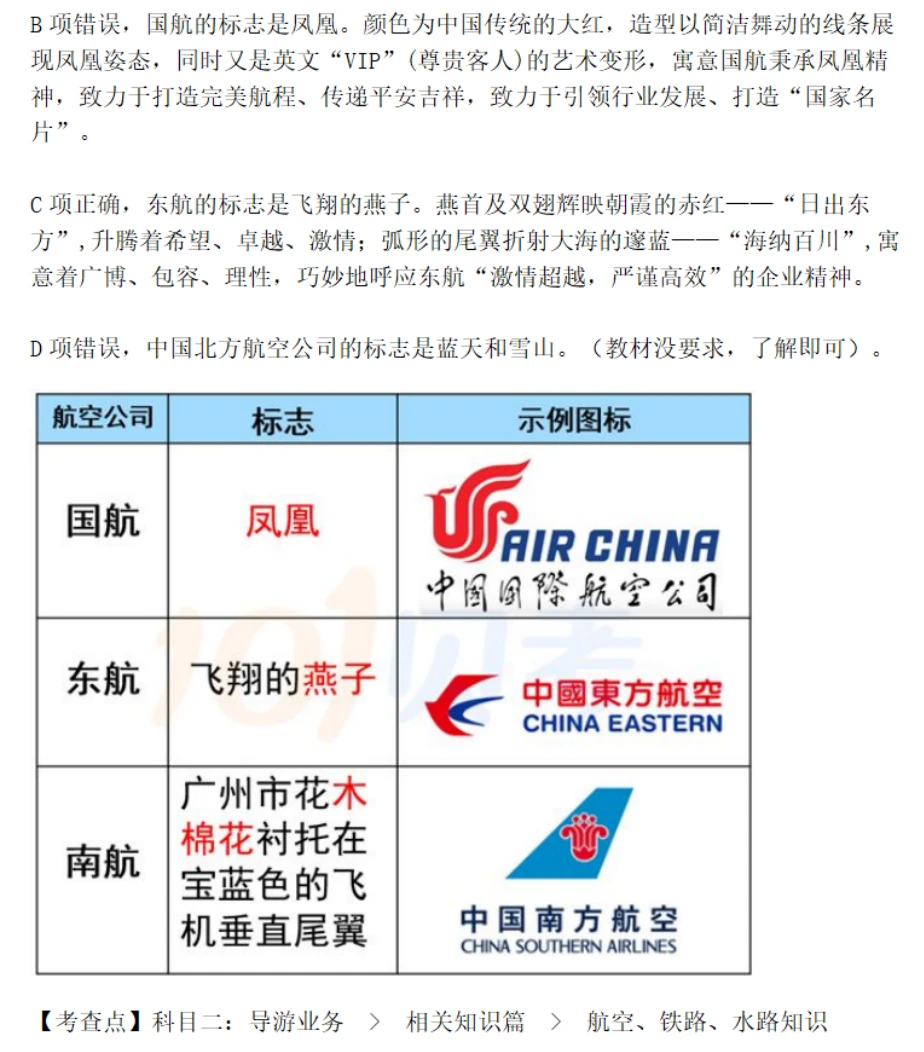 B 项错误，国航的标志是凤凰。颜色为中国传统的大红，造型以简洁舞动的线条展
现凤凰姿态，同时又是英文“VIP”(尊贵客人)的艺术变形，寓意国航秉承凤凰精
神，致力于打造完美航程、传递平安吉祥，致力于引领行业发展、打造“国家名
片”。
C 项正确，东航的标志是飞翔的燕子。燕首及双翅辉映朝霞的赤红——“日出东
方”,升腾着希望、卓越、激情；弧形的尾翼折射大海的邃蓝——“海纳百川”,寓
意着广博、包容、理性，巧妙地呼应东航“激情超越，严谨高效”的企业精神。
D 项错误，中国北方航空公司的标志是蓝天和雪山。（教材没要求，了解即可）。
航空公司 标志 示例图标
国航 凤凰
AIR CHINA
中國國際航空公司
东航 飞翔的燕子
中國東方航空
CHINA EASTERN
南航
广州市花木
棉花衬托在
宝蓝色的飞
机垂直尾翼
中国南方航空
CHINA SOUTHERN AIRLINES
101贝考
【考查点】科目二：导游业务 > 相关知识篇 > 航空、铁路、水路知识